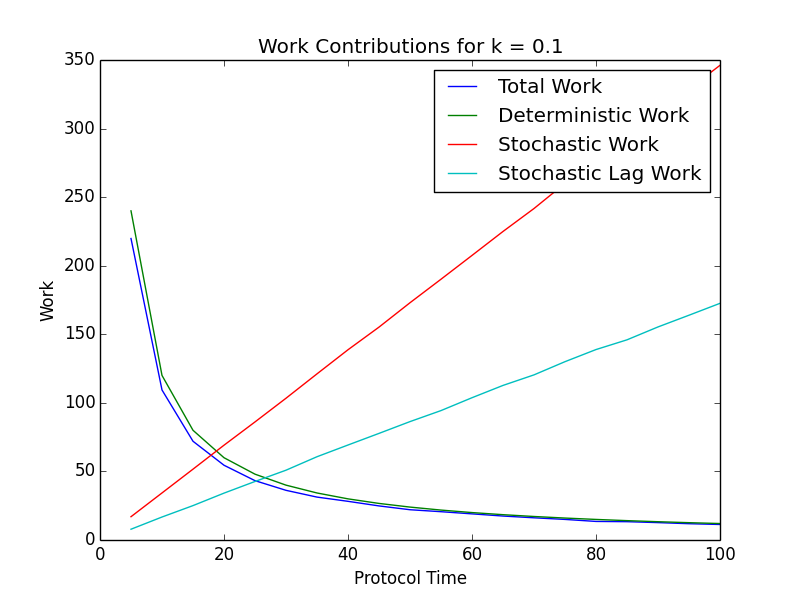 Work Contributions for k = 0.1
350
300
250
200
150
100
50
0
Work
Total Work
Deterministic Work
Stochastic Work
Stochastic Lag Work
0 20 40 60 80 100
Protocol Time